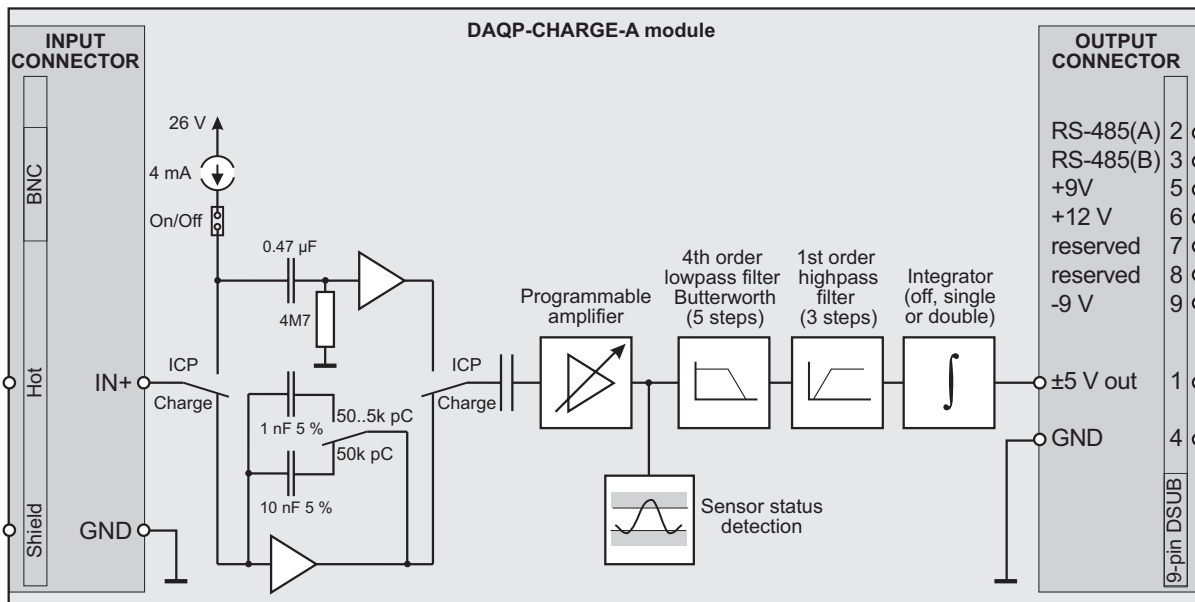 DAQP-CHARGE-A module
INPUT
CONNECTOR
BNC
Hot
Shield
IN+
GND
26 V
4 mA
On/Off
0.47 µF
4M7
ICP
Charge
1 nF 5 %
10 nF 5 %
50..5k pC
50k pC
ICP
Charge
Programmable
amplifier
4th order
lowpass filter
Butterworth
(5 steps)
1st order
highpass
filter
(3 steps)
Integrator
(off, single
or double)
∫
Sensor status
detection
OUTPUT
CONNECTOR
RS-485(A) 2
RS-485(B) 3
+9V 5
+12 V 6
reserved 7
reserved 8
-9 V 9
±5 V out 1
GND 4
9-pin DSUB